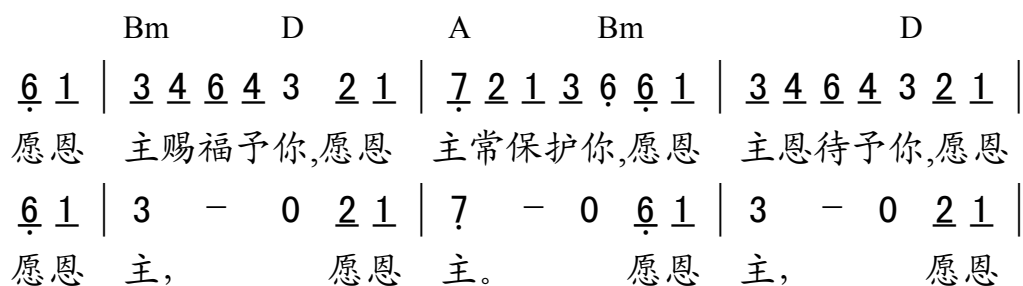 Bm D A Bm D
6̣ 1 | 3 4 6 4 3 2 1 | 7̣ 2 1 3 6̣ 6̣ 1 | 3 4 6 4 3 2 1 |
愿恩 主赐福予你,愿恩 主常保护你,愿恩 主恩待予你,愿恩
6̣ 1 | 3 － 0 2 1 | 7̣ － 0 6̣ 1 | 3 － 0 2 1 |
愿恩 主， 愿恩 主。 愿恩 主， 愿恩